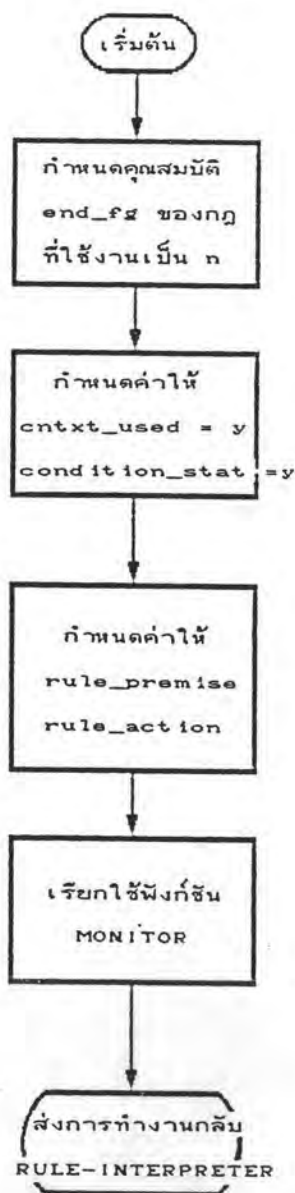 เริ่มต้น
กำหนดคุณสมบัติ
end_fg ของกฎ
ที่ใช้งานเป็น n
กำหนดค่าให้
cntxt_used = y
condition_stat =y
กำหนดค่าให้
rule_premise
rule_action
เรียกใช้ฟังก์ชัน
MONITOR
ส่งการทำงานกลับ
RULE-INTERPRETER